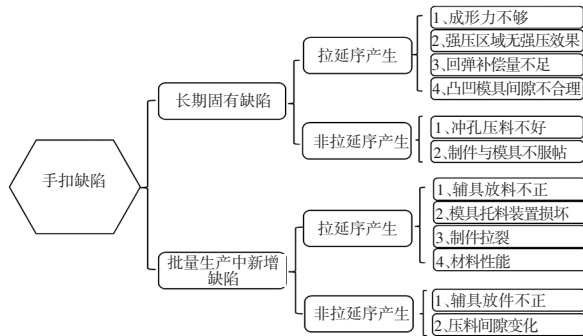 手扣缺陷
长期固有缺陷
拉延序产生
1、成形力不够
2、强压区域无强压效果
3、回弹补偿量不足
4、凸凹模具间隙不合理
非拉延序产生
1、冲孔压料不好
2、制件与模具不服帖
批量生产中新增
缺陷
拉延序产生
1、辅具放料不正
2、模具托料装置损坏
3、制件拉裂
4、材料性能
非拉延序产生
1、辅具放件不正
2、压料间隙变化